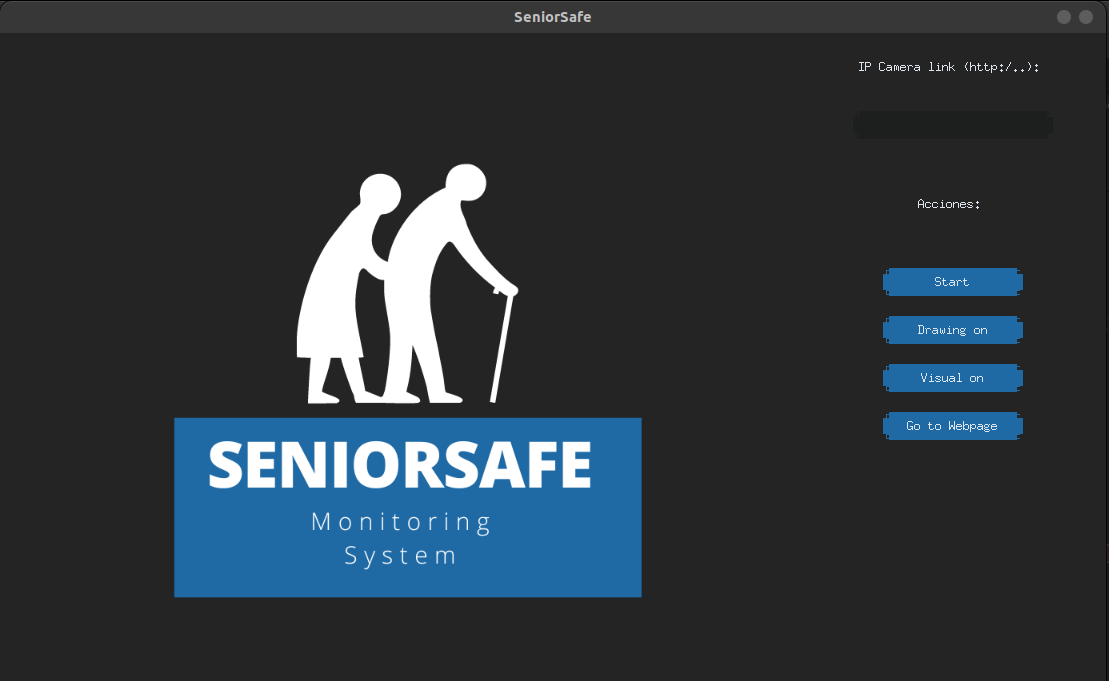 SeniorSafe
IP Camera link (http:/..):
Acciones:
Start
Drawing on
Visual on
Go to Webpage
SENIORSAFE
Monitoring
System